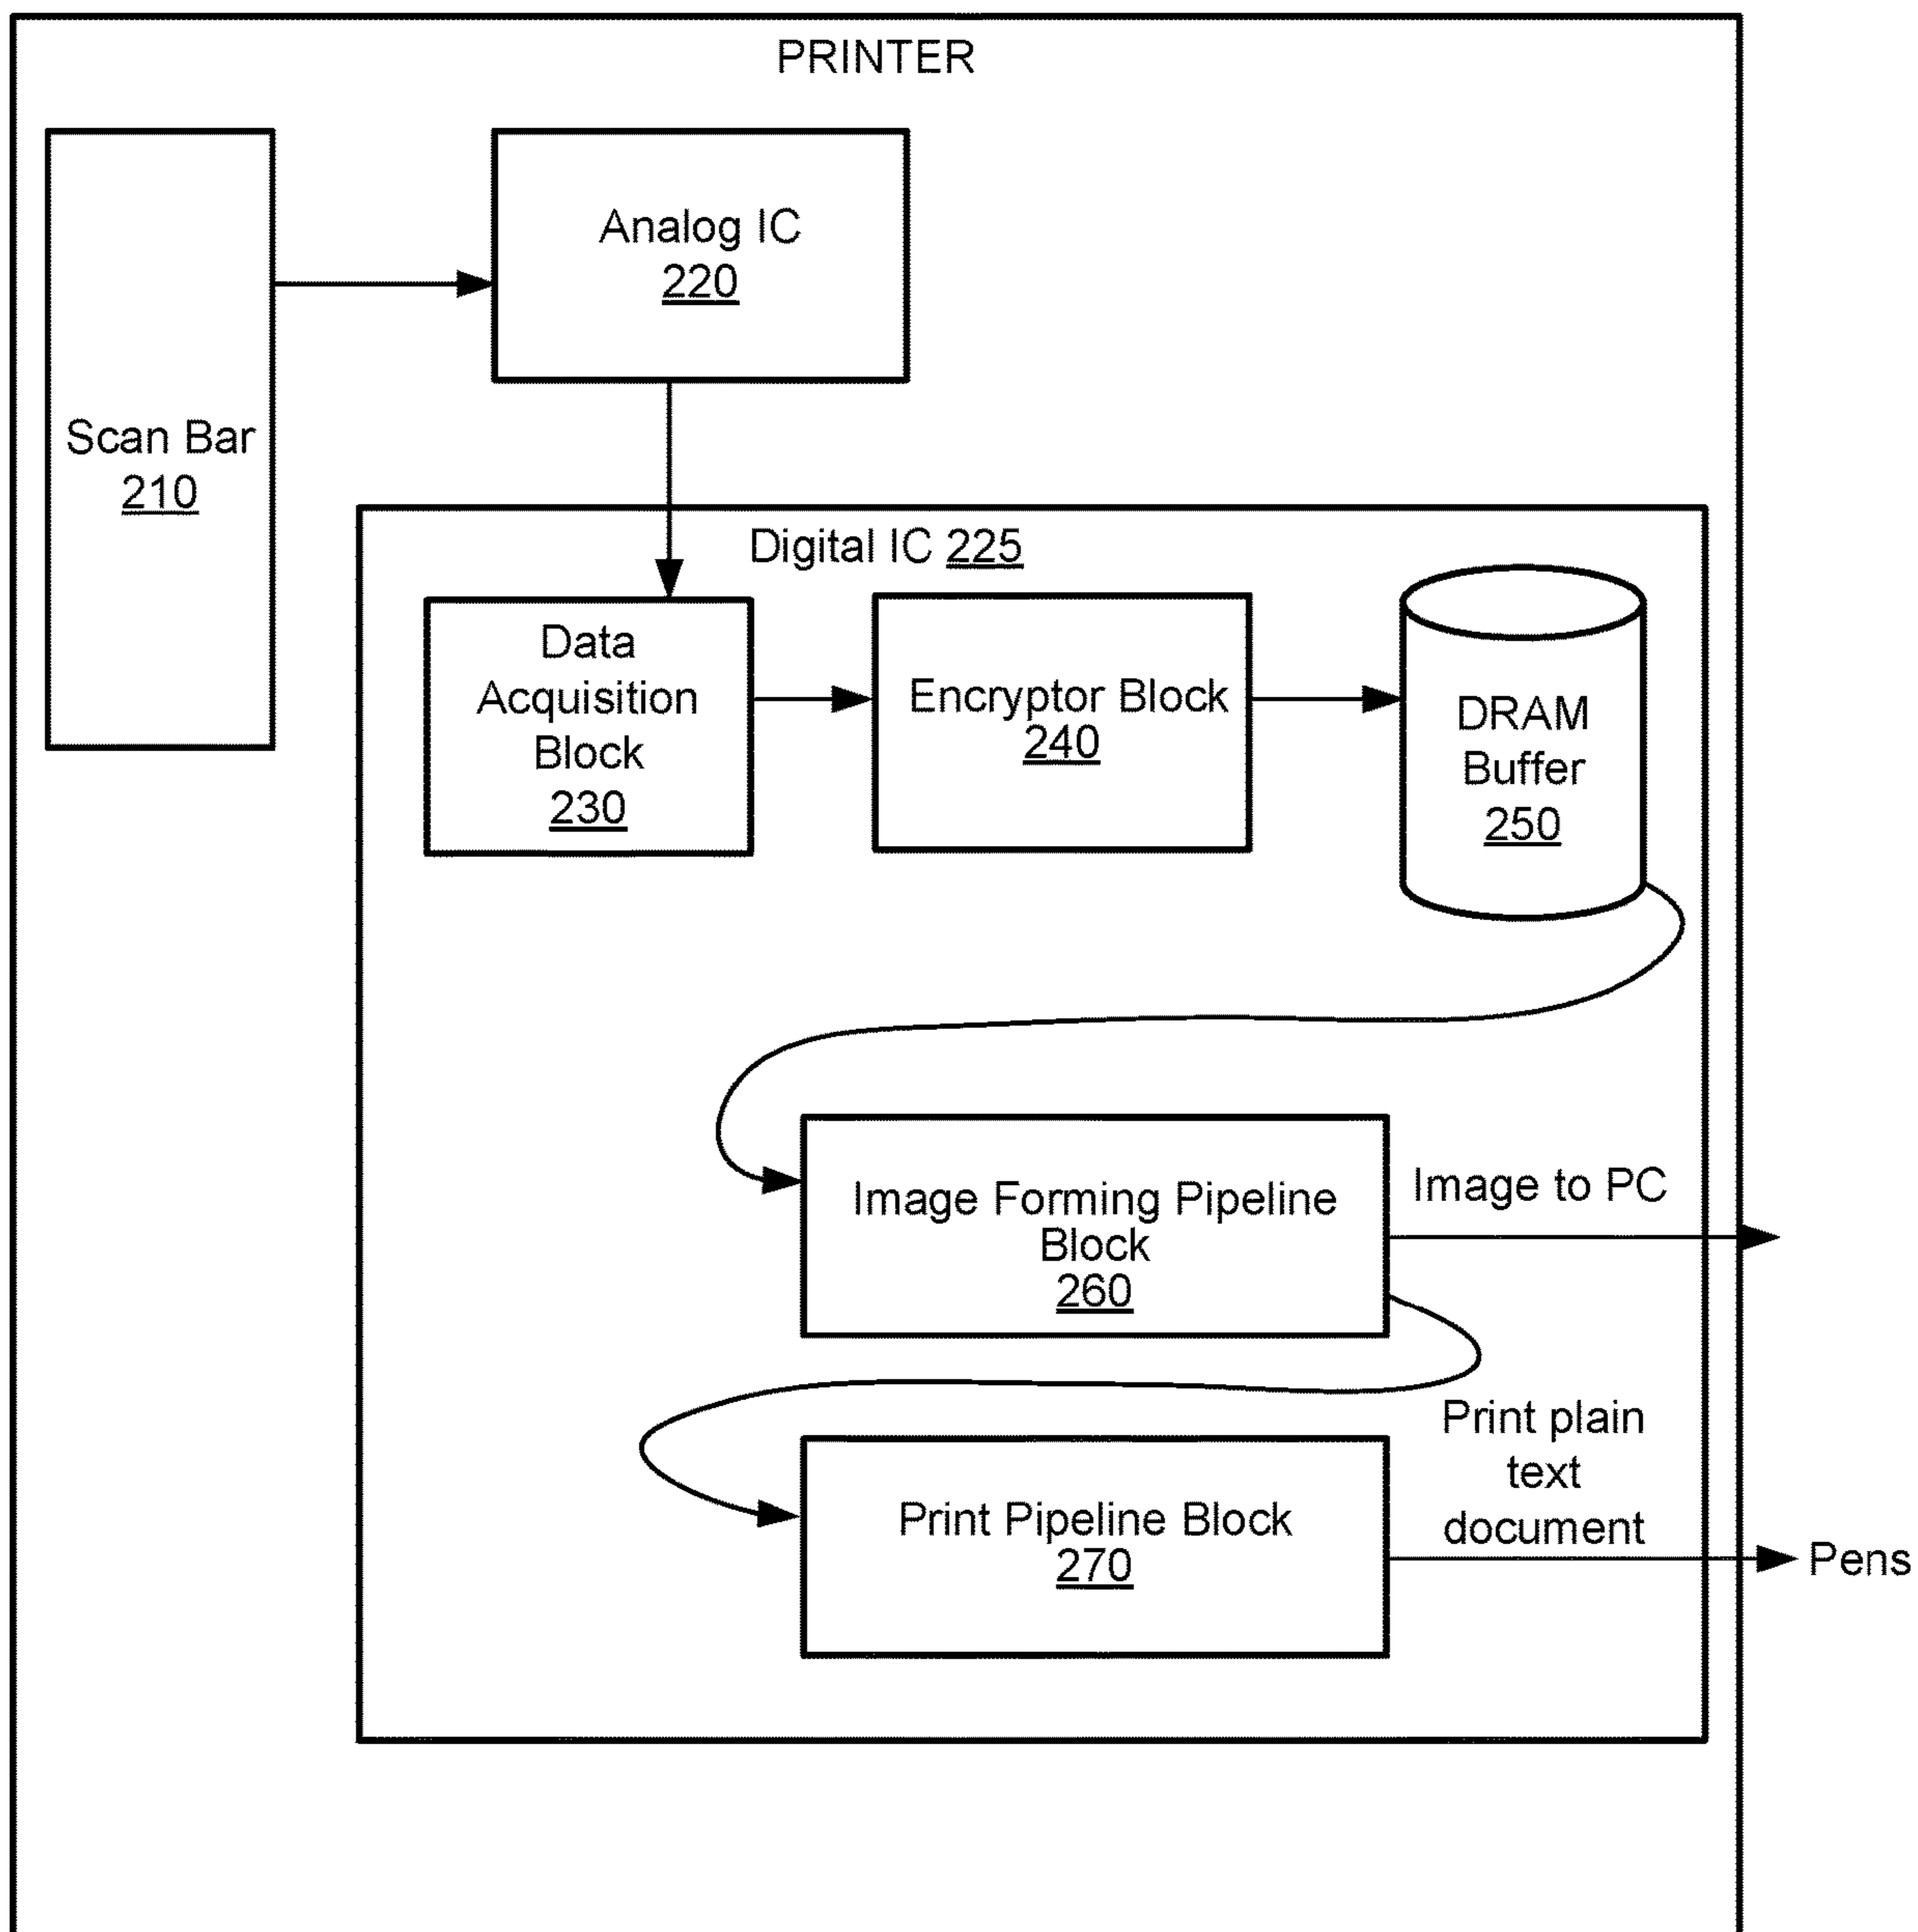 PRINTER
Analog IC
220
Scan Bar
210
Digital IC 225
Data
Acquisition
Block
230
Encryptor Block
240
DRAM
Buffer
250
Image Forming Pipeline
Block
260
Image to PC
Print plain
text
document
Print Pipeline Block
270
Pens